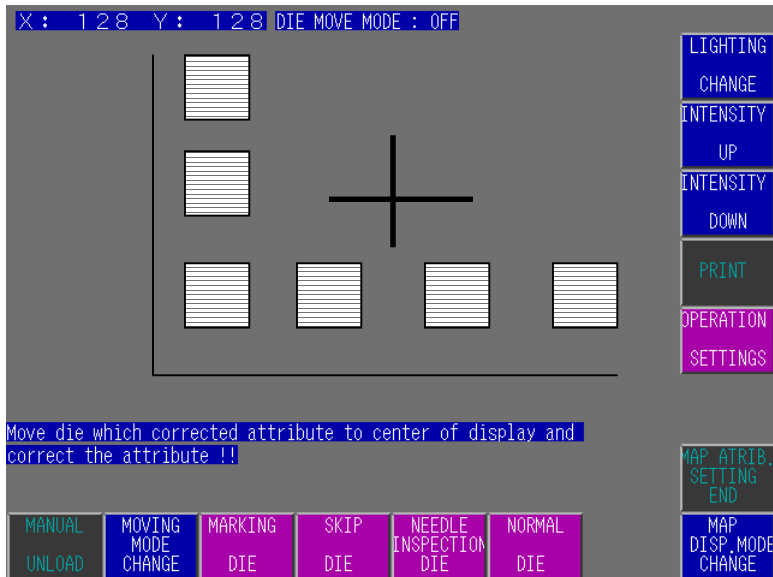 X: 128 Y: 128 DIE MOVE MODE : OFF
LIGHTING
CHANGE
INTENSITY
UP
INTENSITY
DOWN
PRINT
OPERATION
SETTINGS
Move die which corrected attribute to center of display and
correct the attribute !!
MAP ATRIB.
SETTING
END
MANUAL
UNLOAD
MOVING
MODE
CHANGE
MARKING
DIE
SKIP
DIE
NEEDLE
INSPECTION
DIE
NORMAL
DIE
MAP
DISP.MODE
CHANGE